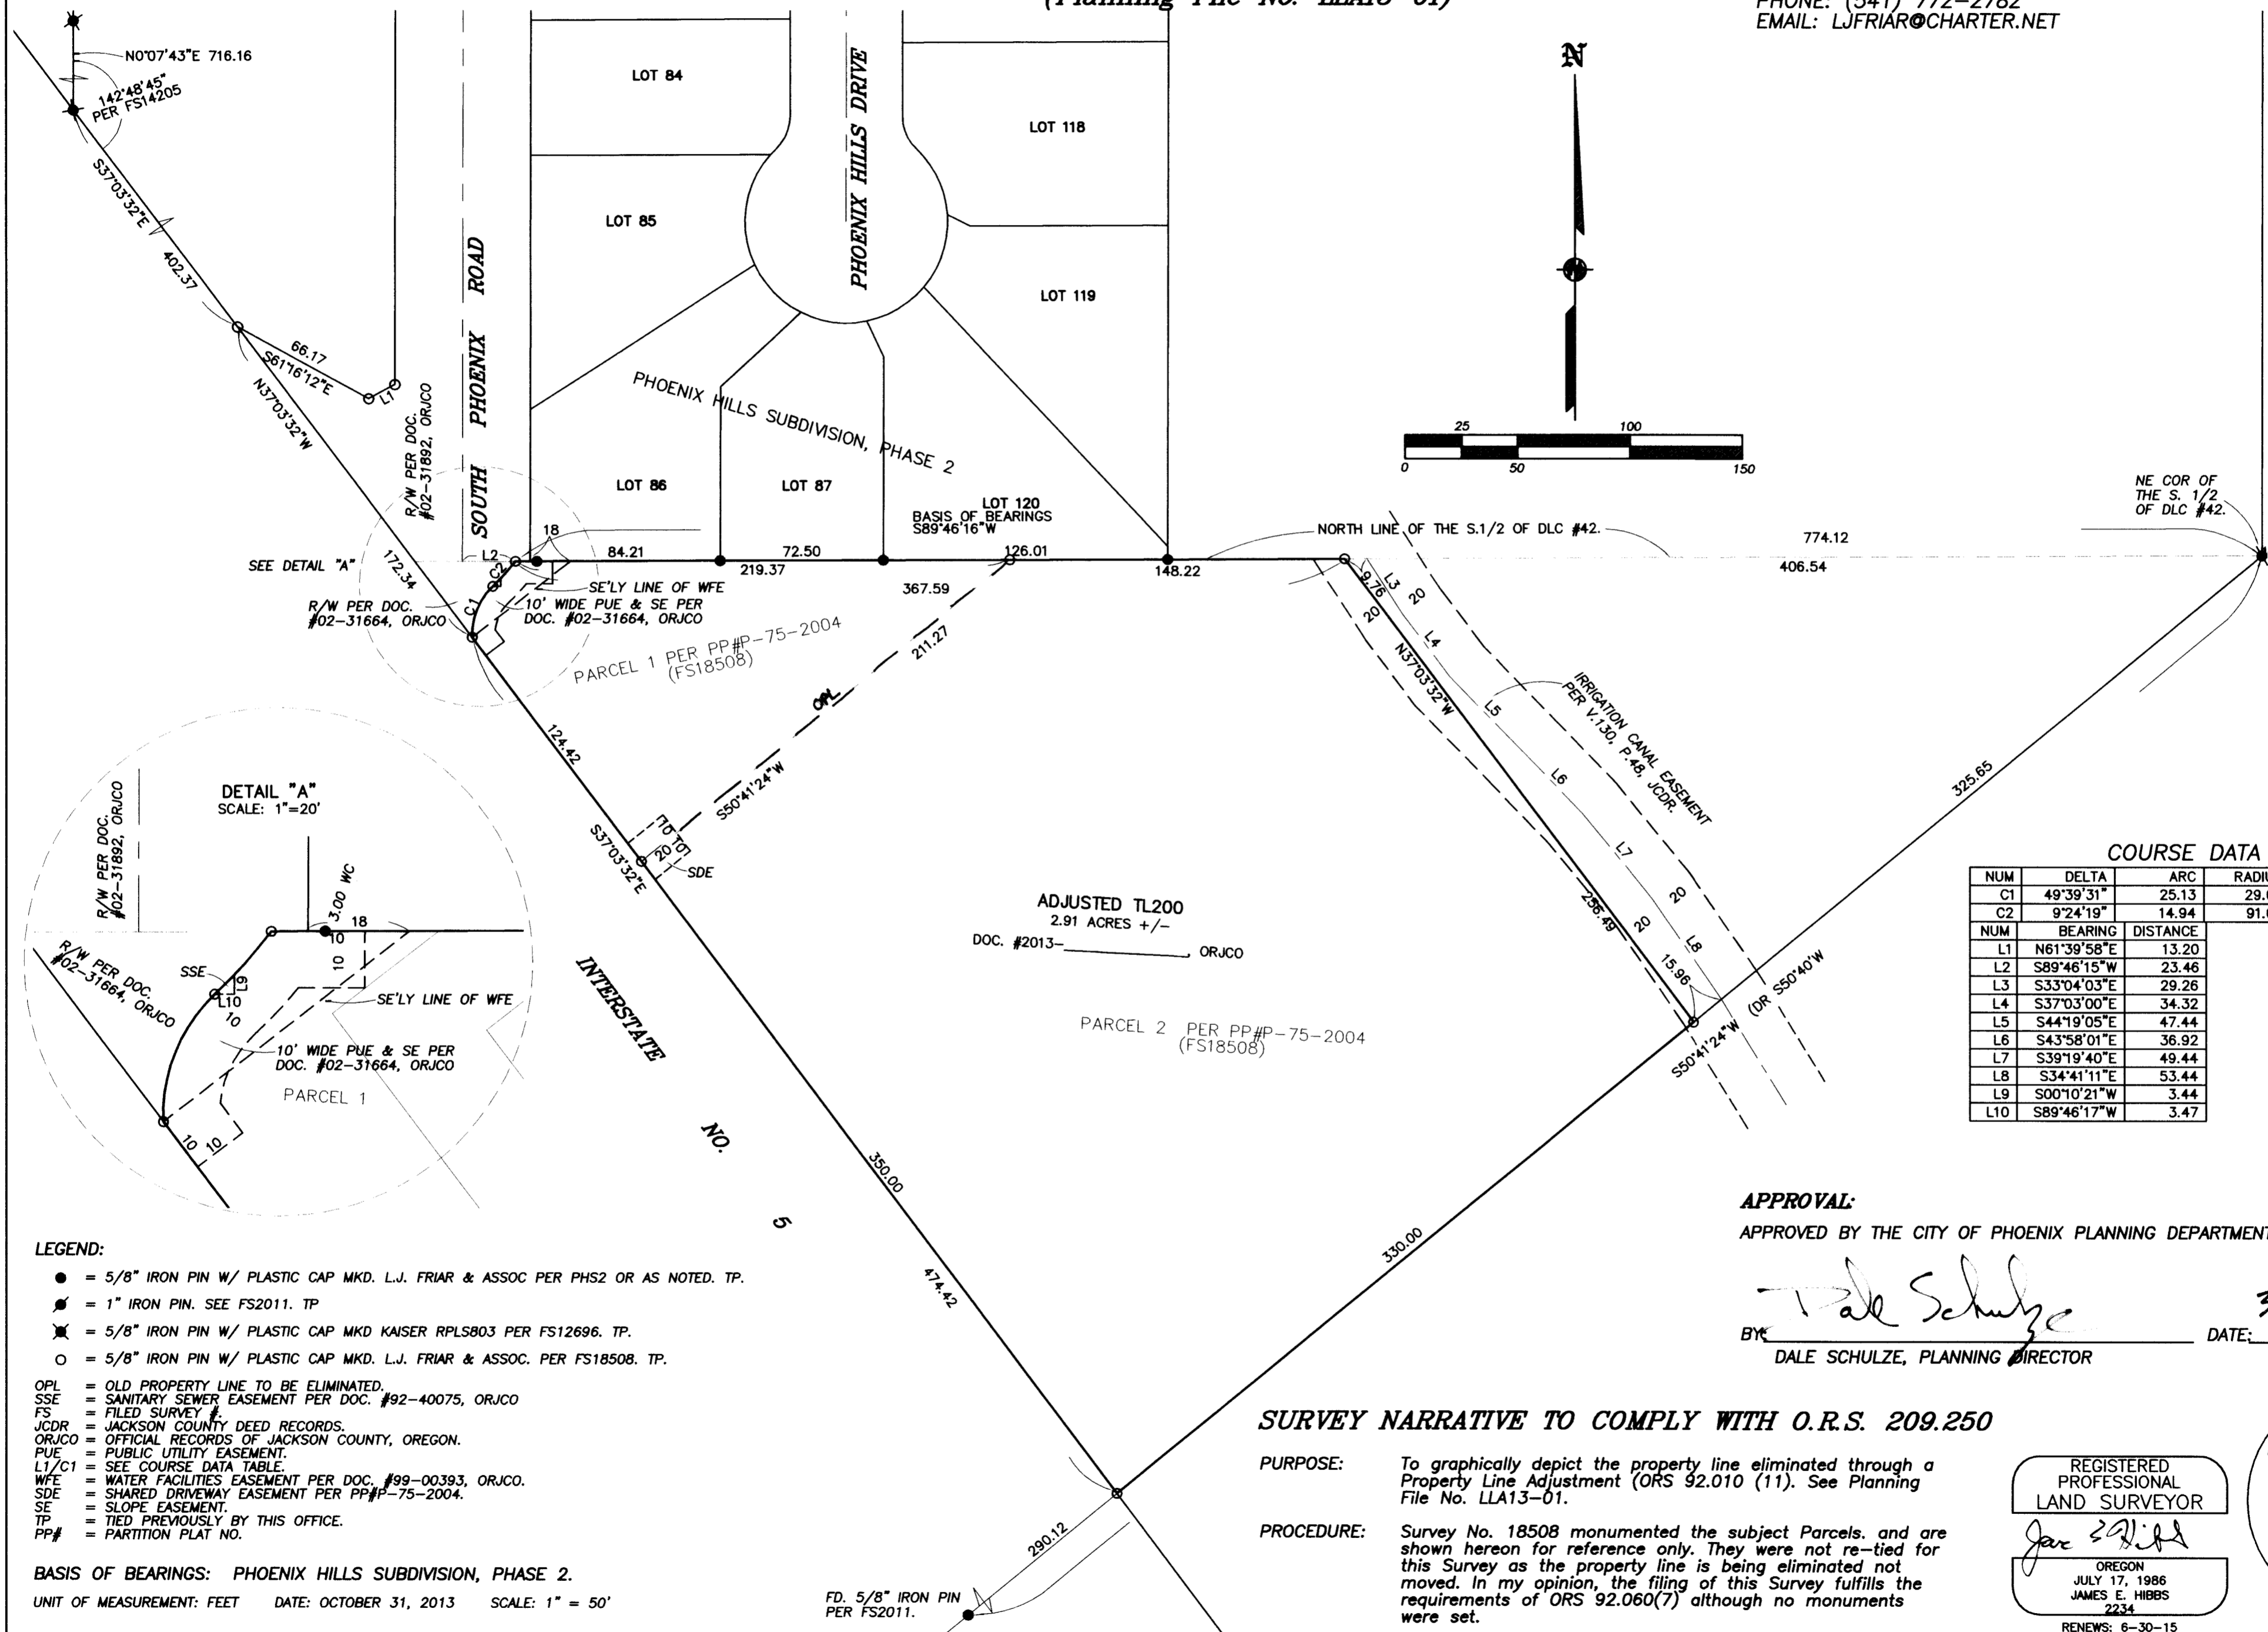 (Planning File No. LLA13-01)
PHONE: (541) 772-2782
EMAIL: LJFRIAR@CHARTER.NET
N0°07'43"E 716.16
142°48'45"
PER FS14205
S37°03'32"E
402.37
66.17
S61°16'12"E
L1
N37°03'32"W
172.34
R/W PER DOC.
#02-31892, ORJCO
SOUTH PHOENIX ROAD
PHOENIX HILLS DRIVE
LOT 84
LOT 85
LOT 86
LOT 87
LOT 118
LOT 119
LOT 120
PHOENIX HILLS SUBDIVISION, PHASE 2
BASIS OF BEARINGS
S89°46'16"W
N
25 100
0 50 150
NE COR OF
THE S. 1/2
OF DLC #42.
NORTH LINE OF THE S.1/2 OF DLC #42.
774.12
406.54
SEE DETAIL "A"
L2
18
84.21
72.50
126.01
219.37
148.22
367.59
C2
C1
SE'LY LINE OF WFE
R/W PER DOC.
#02-31664, ORJCO
10' WIDE PUE & SE PER
DOC. #02-31664, ORJCO
PARCEL 1 PER PP#P-75-2004
(FS18508)
211.27
OPL
S50°41'24"W
124.42
S37°03'32"E
10 10
20
SDE
9.76
20
L3
20
L4
N37°03'32"W
L5
L6
L7
20
20
L8
256.49
15.96
IRRIGATION CANAL EASEMENT
PER V.130, P.48, JCDR.
325.65
S50°41'24"W
(DR S50°40'W
ADJUSTED TL200
2.91 ACRES +/-
DOC. #2013-____________, ORJCO
PARCEL 2 PER PP#P-75-2004
(FS18508)
INTERSTATE NO. 5
350.00
474.42
330.00
290.12
FD. 5/8" IRON PIN
PER FS2011.
DETAIL "A"
SCALE: 1"=20'
R/W PER DOC.
#02-31892, ORJCO
3.00 WC
18
10
10
R/W PER DOC.
#02-31664, ORJCO
SSE
L9
L10
10
SE'LY LINE OF WFE
10' WIDE PUE & SE PER
DOC. #02-31664, ORJCO
PARCEL 1
10
10
COURSE DATA
NUM DELTA ARC RADIU
C1 49°39'31" 25.13 29.
C2 9°24'19" 14.94 91.
NUM BEARING DISTANCE
L1 N61°39'58"E 13.20
L2 S89°46'15"W 23.46
L3 S33°04'03"E 29.26
L4 S37°03'00"E 34.32
L5 S44°19'05"E 47.44
L6 S43°58'01"E 36.92
L7 S39°19'40"E 49.44
L8 S34°41'11"E 53.44
L9 S00°10'21"W 3.44
L10 S89°46'17"W 3.47
APPROVAL:
APPROVED BY THE CITY OF PHOENIX PLANNING DEPARTMENT
Dale Schulze
BY: DATE:
DALE SCHULZE, PLANNING DIRECTOR
LEGEND:
● = 5/8" IRON PIN W/ PLASTIC CAP MKD. L.J. FRIAR & ASSOC PER PHS2 OR AS NOTED. TP.
= 1" IRON PIN. SEE FS2011. TP
= 5/8" IRON PIN W/ PLASTIC CAP MKD KAISER RPLS803 PER FS12696. TP.
○ = 5/8" IRON PIN W/ PLASTIC CAP MKD. L.J. FRIAR & ASSOC. PER FS18508. TP.
OPL = OLD PROPERTY LINE TO BE ELIMINATED.
SSE = SANITARY SEWER EASEMENT PER DOC. #92-40075, ORJCO
FS = FILED SURVEY #.
JCDR = JACKSON COUNTY DEED RECORDS.
ORJCO = OFFICIAL RECORDS OF JACKSON COUNTY, OREGON.
PUE = PUBLIC UTILITY EASEMENT.
L1/C1 = SEE COURSE DATA TABLE.
WFE = WATER FACILITIES EASEMENT PER DOC. #99-00393, ORJCO.
SDE = SHARED DRIVEWAY EASEMENT PER PP#P-75-2004.
SE = SLOPE EASEMENT.
TP = TIED PREVIOUSLY BY THIS OFFICE.
PP# = PARTITION PLAT NO.
BASIS OF BEARINGS: PHOENIX HILLS SUBDIVISION, PHASE 2.
UNIT OF MEASUREMENT: FEET DATE: OCTOBER 31, 2013 SCALE: 1" = 50'
SURVEY NARRATIVE TO COMPLY WITH O.R.S. 209.250
PURPOSE: To graphically depict the property line eliminated through a
Property Line Adjustment (ORS 92.010 (11). See Planning
File No. LLA13-01.
PROCEDURE: Survey No. 18508 monumented the subject Parcels. and are
shown hereon for reference only. They were not re-tied for
this Survey as the property line is being eliminated not
moved. In my opinion, the filing of this Survey fulfills the
requirements of ORS 92.060(7) although no monuments
were set.
REGISTERED
PROFESSIONAL
LAND SURVEYOR
OREGON
JULY 17, 1986
JAMES E. HIBBS
2234
RENEWS: 6-30-15